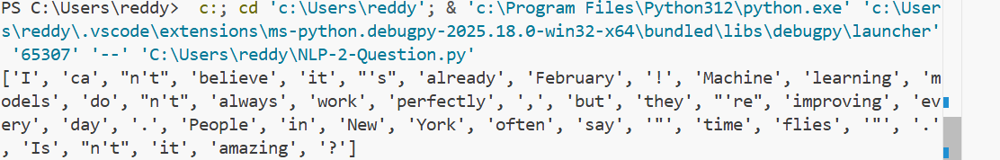 PS C:\Users\reddy>  c:; cd 'c:\Users\reddy'; & 'c:\Program Files\Python312\python.exe' 'c:\User
s\reddy\.vscode\extensions\ms-python.debugpy-2025.18.0-win32-x64\bundled\libs\debugpy\launcher'
 '65307' '--' 'C:\Users\reddy\NLP-2-Question.py'
['I', 'ca', "n't", 'believe', 'it', "'s", 'already', 'February', '!', 'Machine', 'learning', 'm
odels', 'do', "n't", 'always', 'work', 'perfectly', ',', 'but', 'they', "'re", 'improving', 'ev
ery', 'day', '.', 'People', 'in', 'New', 'York', 'often', 'say', '"', 'time', 'flies', '"', '.'
, 'Is', "n't", 'it', 'amazing', '?']